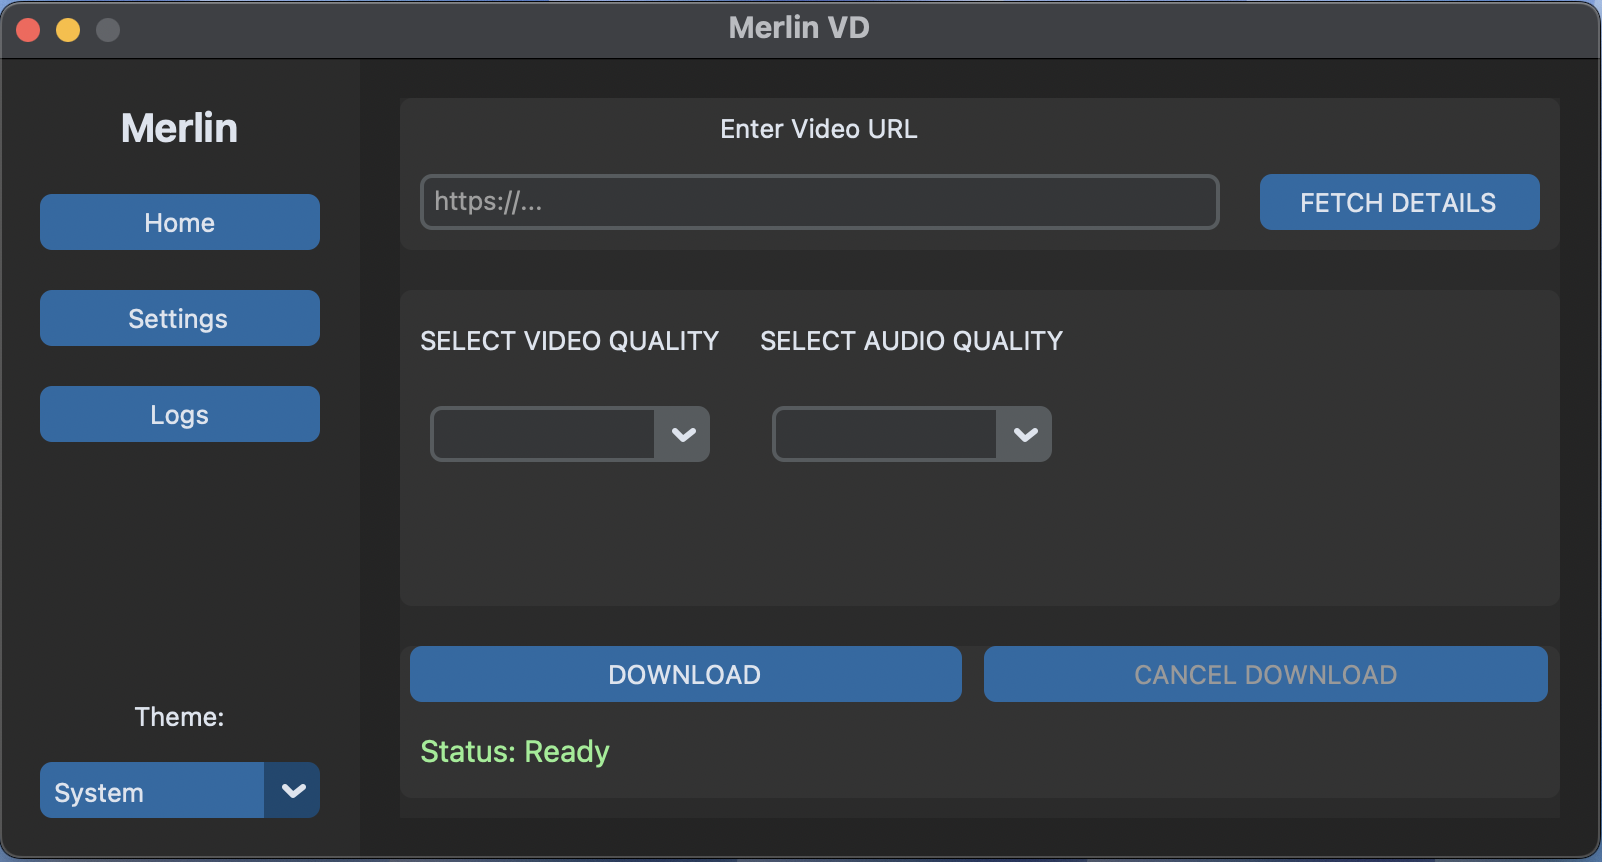 Merlin VD
Merlin
Home
Settings
Logs
Theme:
System
Enter Video URL
https://...
FETCH DETAILS
SELECT VIDEO QUALITY
SELECT AUDIO QUALITY
DOWNLOAD
CANCEL DOWNLOAD
Status: Ready